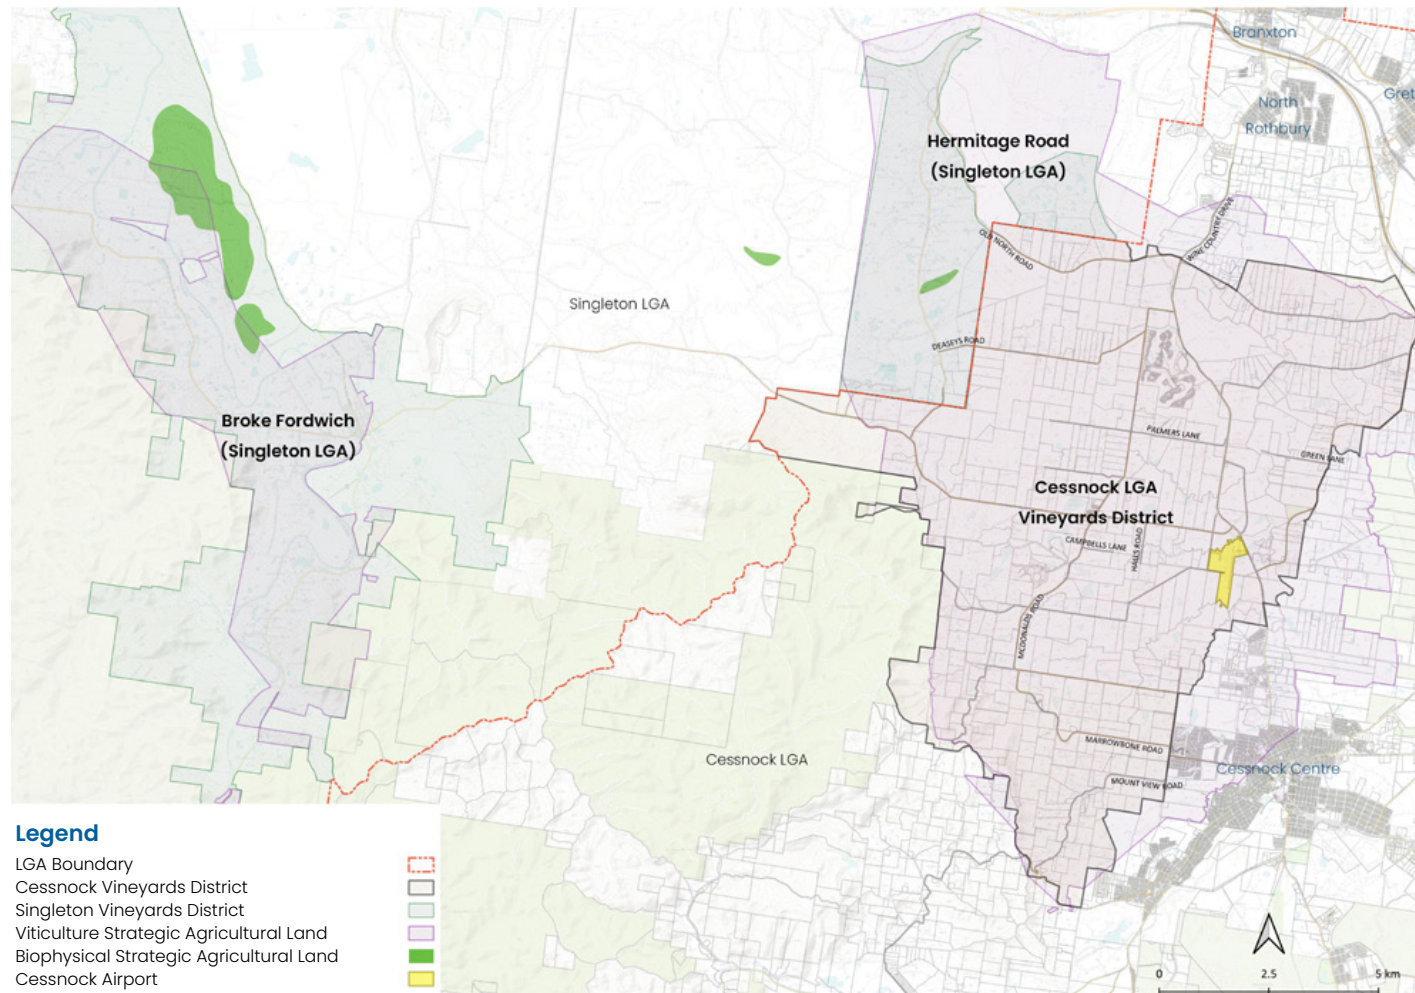 Branxton
Gret
North
Rothbury
Hermitage Road
(Singleton LGA)
WINE COUNTRY DRIVE
OLD NORTH ROAD
Singleton LGA
DEASEYS ROAD
Broke Fordwich
(Singleton LGA)
PALMERS LANE
GREEN LANE
Cessnock LGA
Vineyards District
CAMPBELLS LANE
HALLS ROAD
MCDONALDS ROAD
MARROWBONE ROAD
Cessnock LGA
Cessnock Centre
MOUNT VIEW ROAD
Legend
LGA Boundary
Cessnock Vineyards District
Singleton Vineyards District
Viticulture Strategic Agricultural Land
Biophysical Strategic Agricultural Land
Cessnock Airport
0 2.5 5 km